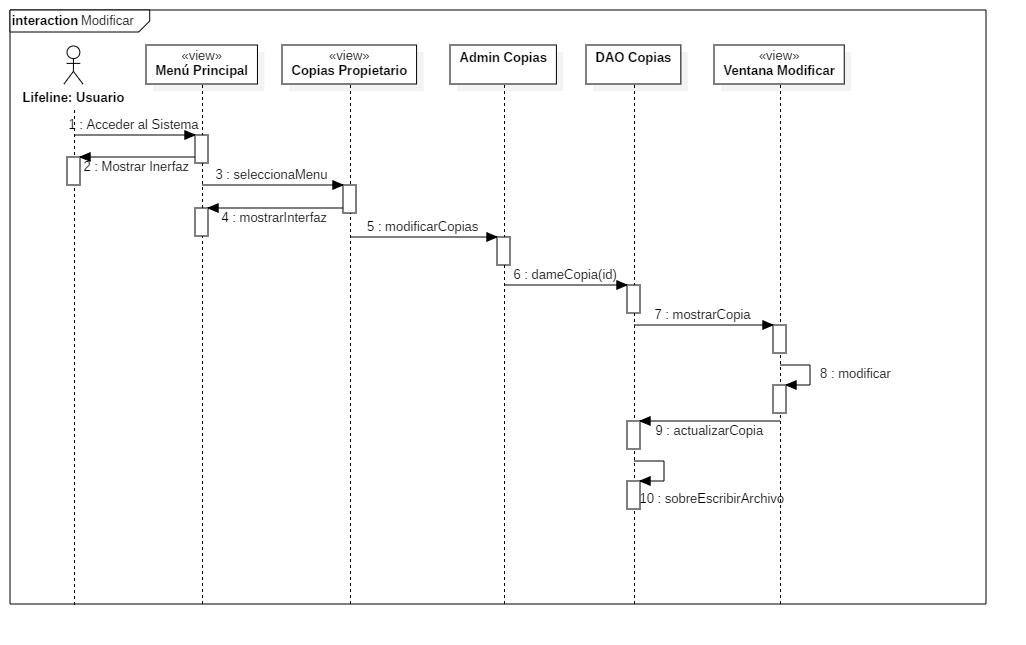 interaction Modificar
Lifeline: Usuario
«view»
Menú Principal
«view»
Copias Propietario
Admin Copias
DAO Copias
«view»
Ventana Modificar
1 : Acceder al Sistema
2 : Mostrar Inerfaz
3 : seleccionaMenu
4 : mostrarInterfaz
5 : modificarCopias
6 : dameCopia(id)
7 : mostrarCopia
8 : modificar
9 : actualizarCopia
10 : sobreEscribirArchivo